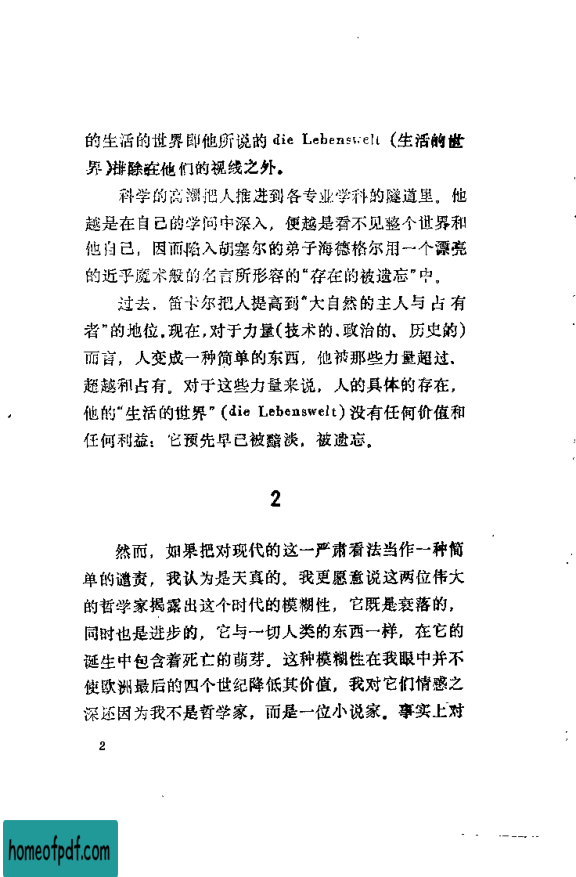 的生活的世界即他所说的 die Lebenswelt (生活的世
界)排除在他们的视线之外。
科学的高潮把人推进到各专业学科的隧道里。他
越是在自己的学问中深入，便越是看不见整个世界和
他自己，因而陷入胡塞尔的弟子海德格尔用一个漂亮
的近乎魔术般的名言所形容的“存在的被遗忘”中。
过去，笛卡尔把人提高到“大自然的主人与占有
者”的地位。现在，对于力量(技术的、政治的、历史的)
而言，人变成一种简单的东西，他被那些力量超过、
超越和占有。对于这些力量来说，人的具体的存在，
他的“生活的世界”(die Lebenswelt)没有任何价值和
任何利益：它预先早已被黯淡，被遗忘。
2
然而，如果把对现代的这一严肃看法当作一种简
单的谴责，我认为是天真的。我更愿意说这两位伟大
的哲学家揭露出这个时代的模糊性，它既是衰落的，
同时也是进步的，它与一切人类的东西一样，在它的
诞生中包含着死亡的萌芽。这种模糊性在我眼中并不
使欧洲最后的四个世纪降低其价值，我对它们情感之
深还因为我不是哲学家，而是一位小说家。事实上对
2
homeofpdf.com